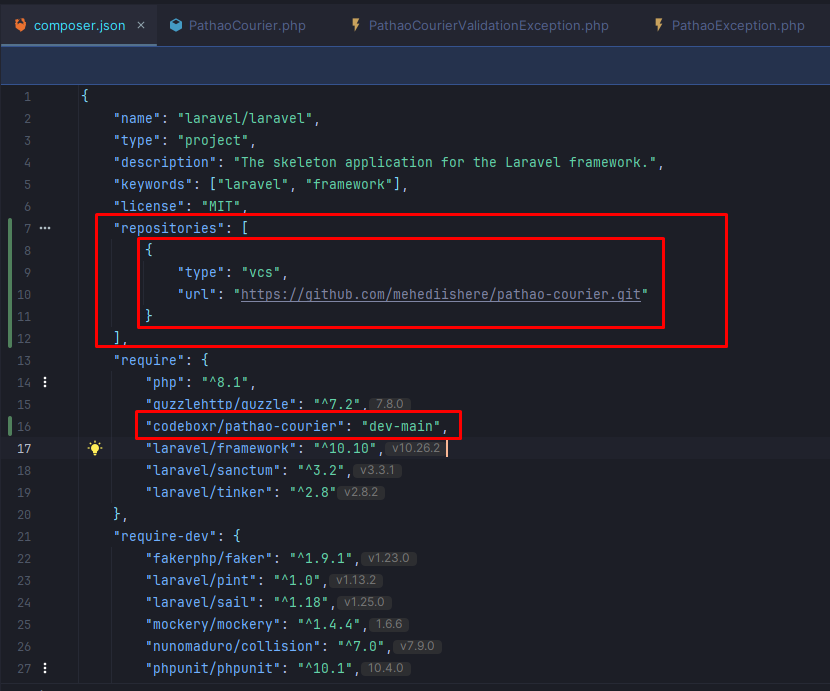 composer.json × PathaoCourier.php PathaoCourierValidationException.php PathaoException.php
1 {
2 "name": "laravel/laravel",
3 "type": "project",
4 "description": "The skeleton application for the Laravel framework.",
5 "keywords": ["laravel", "framework"],
6 "license": "MIT",
7 "repositories": [
8 {
9 "type": "vcs",
10 "url": "https://github.com/mehediishere/pathao-courier.git"
11 }
12 ],
13 "require": {
14 "php": "^8.1",
15 "guzzlehttp/guzzle": "^7.2", 7.8.0
16 "codeboxr/pathao-courier": "dev-main",
17 "laravel/framework": "^10.10", v10.26.2
18 "laravel/sanctum": "^3.2", v3.3.1
19 "laravel/tinker": "^2.8" v2.8.2
20 },
21 "require-dev": {
22 "fakerphp/faker": "^1.9.1", v1.23.0
23 "laravel/pint": "^1.0", v1.13.2
24 "laravel/sail": "^1.18", v1.25.0
25 "mockery/mockery": "^1.4.4", 1.6.6
26 "nunomaduro/collision": "^7.0", v7.9.0
27 "phpunit/phpunit": "^10.1", 10.4.0